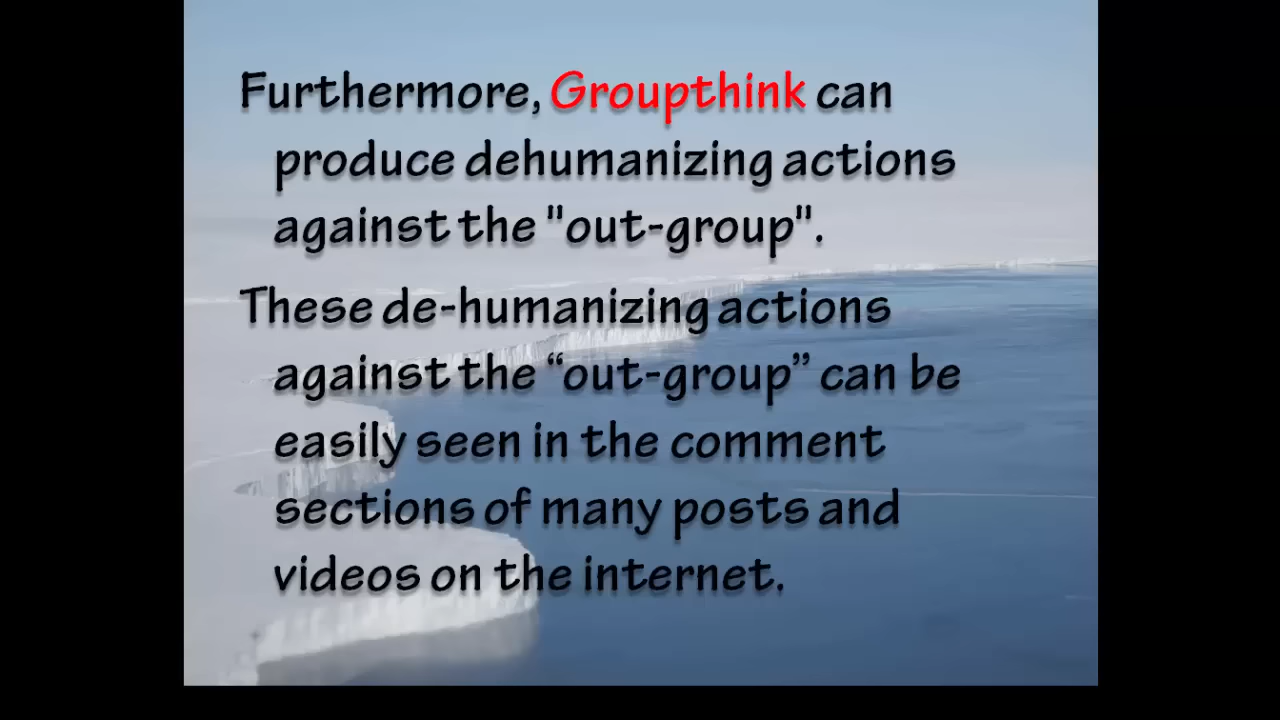 Furthermore, Groupthink can
produce dehumanizing actions
against the "out-group".
These de-humanizing actions
against the “out-group” can be
easily seen in the comment
sections of many posts and
videos on the internet.